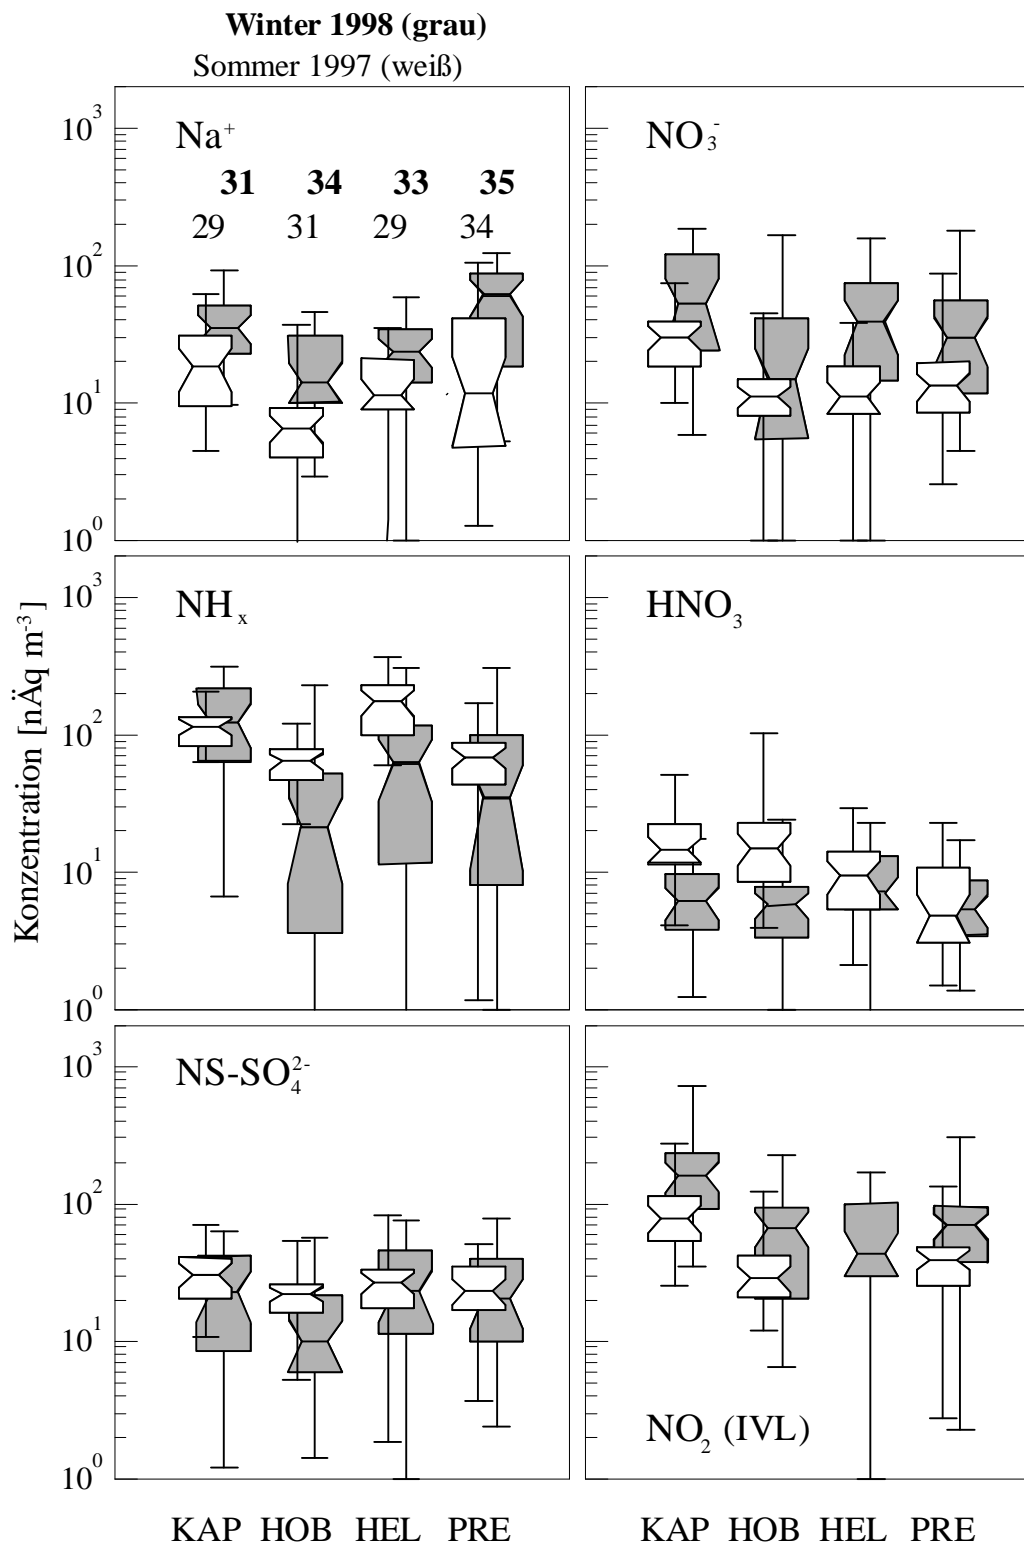 Winter 1998 (grau)
Sommer 1997 (weiß)
10³
10²
10¹
10⁰
Na⁺
31 34 33 35
29 31 29 34
NO₃⁻
10³
10²
10¹
10⁰
NHₓ
HNO₃
Konzentration [nÄq m⁻³]
10³
10²
10¹
10⁰
NS-SO₄²⁻
NO₂ (IVL)
KAP HOB HEL PRE
KAP HOB HEL PRE